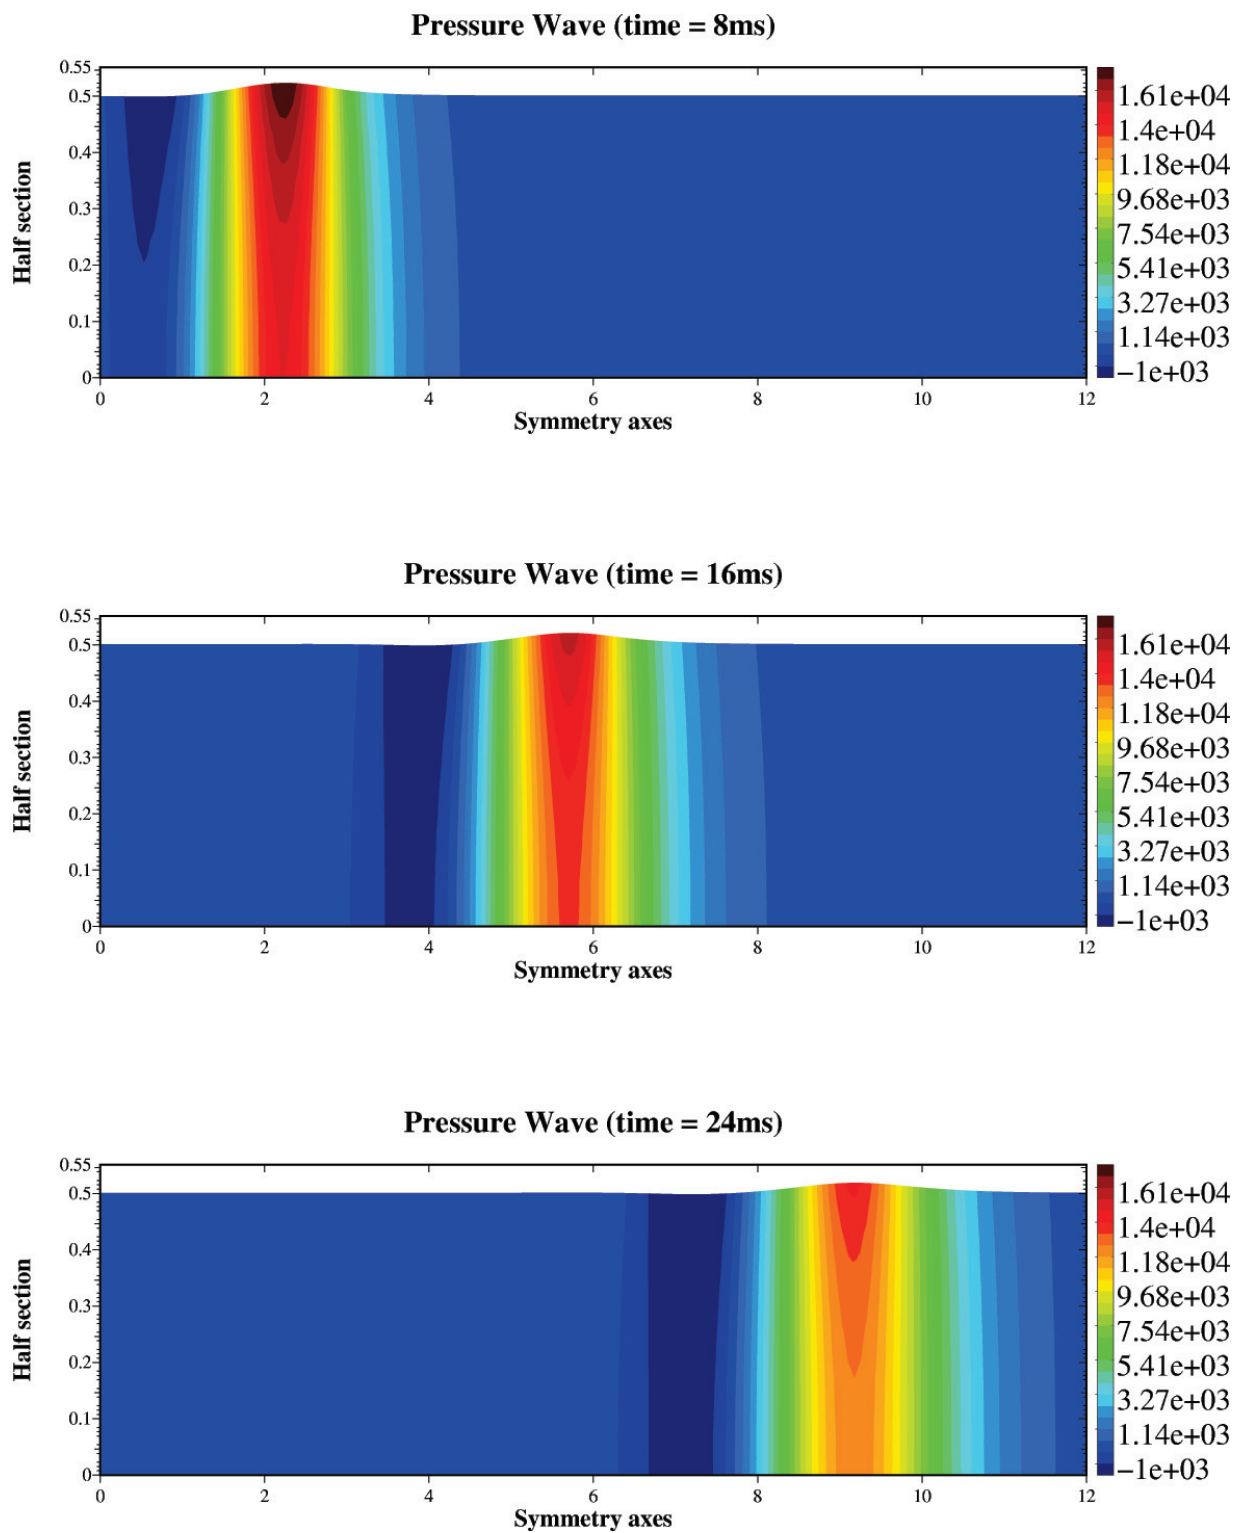 Pressure Wave (time = 8ms)
0.55
0.5
0.4
0.3
0.2
0.1
0
Half section
0 2 4 6 8 10 12
Symmetry axes
1.61e+04
1.4e+04
1.18e+04
9.68e+03
7.54e+03
5.41e+03
3.27e+03
1.14e+03
−1e+03
Pressure Wave (time = 16ms)
0.55
0.5
0.4
0.3
0.2
0.1
0
Half section
0 2 4 6 8 10 12
Symmetry axes
1.61e+04
1.4e+04
1.18e+04
9.68e+03
7.54e+03
5.41e+03
3.27e+03
1.14e+03
−1e+03
Pressure Wave (time = 24ms)
0.55
0.5
0.4
0.3
0.2
0.1
0
Half section
0 2 4 6 8 10 12
Symmetry axes
1.61e+04
1.4e+04
1.18e+04
9.68e+03
7.54e+03
5.41e+03
3.27e+03
1.14e+03
−1e+03